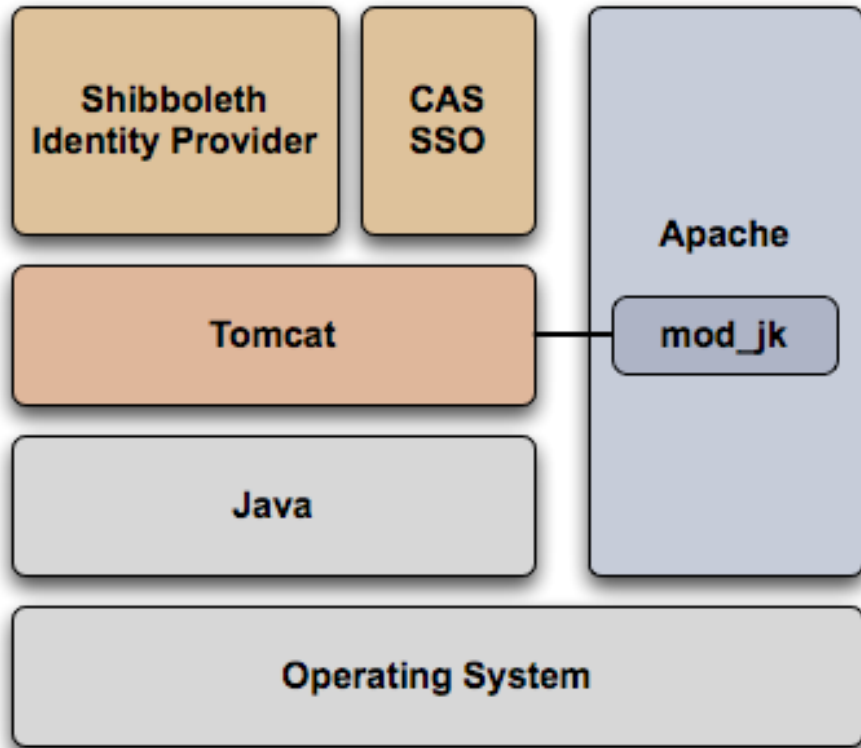 Shibboleth
Identity Provider
CAS
SSO
Apache
mod_jk
Tomcat
Java
Operating System